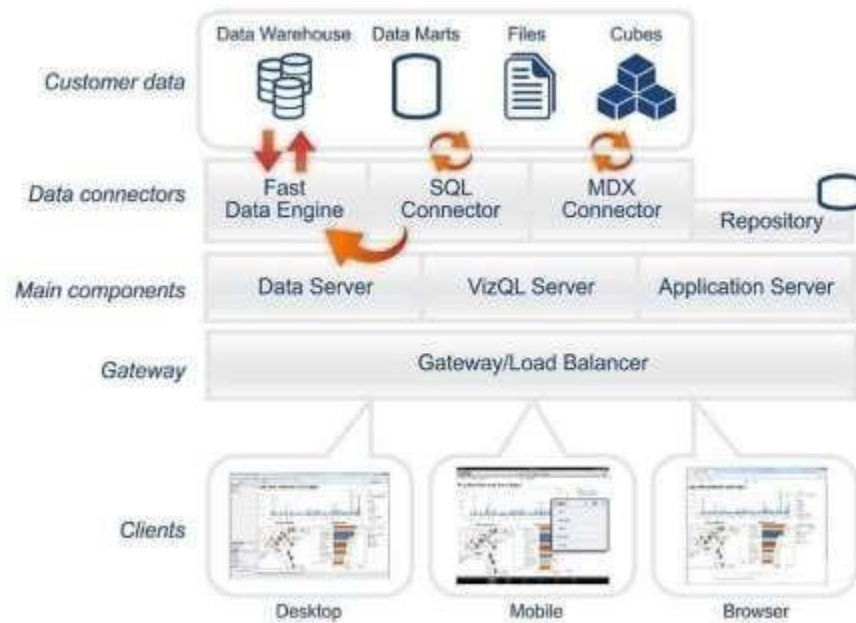 Data Warehouse
Data Marts
Files
Cubes
Customer data
Data connectors
Fast
Data Engine
SQL
Connector
MDX
Connector
Repository
Main components
Data Server
VizQL Server
Application Server
Gateway
Gateway/Load Balancer
Clients
Desktop
Mobile
Browser